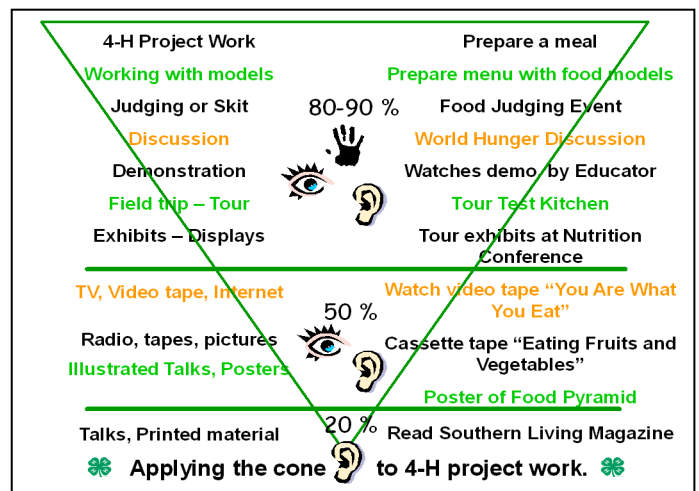 4-H Project Work
Prepare a meal
Working with models
Prepare menu with food models
Judging or Skit
80-90 %
Food Judging Event
Discussion
World Hunger Discussion
Demonstration
Watches demo. by Educator
Field trip – Tour
Tour Test Kitchen
Exhibits – Displays
Tour exhibits at Nutrition
Conference
TV, Video tape, Internet
Watch video tape “You Are What
You Eat”
50 %
Radio, tapes, pictures
Cassette tape “Eating Fruits and
Vegetables”
Illustrated Talks, Posters
Poster of Food Pyramid
20 %
Talks, Printed material
Read Southern Living Magazine
Applying the cone to 4-H project work.